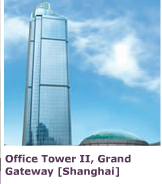 Office Tower II, Grand
Gateway [Shanghai]